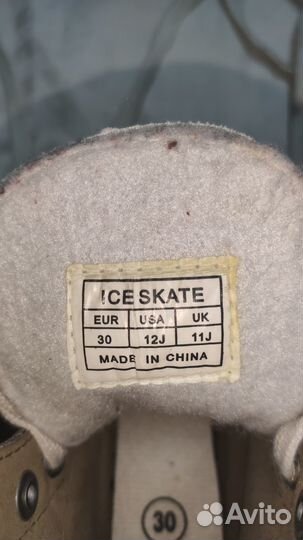 ICE SKATE
EUR USA UK
30 12J 11J
MADE IN CHINA
30
Avito